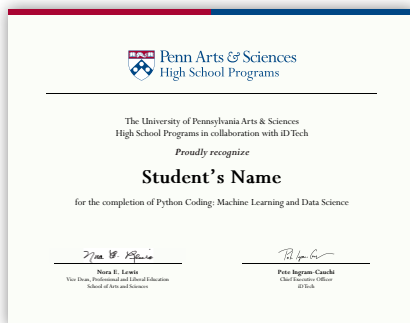 Penn Arts & Sciences
High School Programs
The University of Pennsylvania Arts & Sciences
High School Programs in collaboration with iD Tech
Proudly recognize
Student's Name
for the completion of Python Coding: Machine Learning and Data Science
Nora E. Lewis
Nora E. Lewis
Vice Dean, Professional and Liberal Education
School of Arts and Sciences
Pete Ingram-Cauchi
Chief Executive Officer
iD Tech